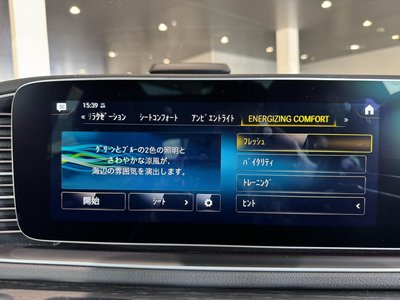 15:39
« ﾘﾗｸｾﾞｰｼｮﾝ ｼｰﾄｺﾝﾌｫｰﾄ ｱﾝﾋﾞｴﾝﾄﾗｲﾄ ENERGIZING COMFORT »
ｸﾞﾘｰﾝとﾌﾞﾙｰの2色の照明と
さわやかな涼風が、
海辺の雰囲気を演出します。
開始
ｼｰﾄ >
ﾌﾚｯｼｭ
ﾊﾞｲﾀﾘﾃｨ
ﾄﾚｰﾆﾝｸﾞ
ﾋﾝﾄ <